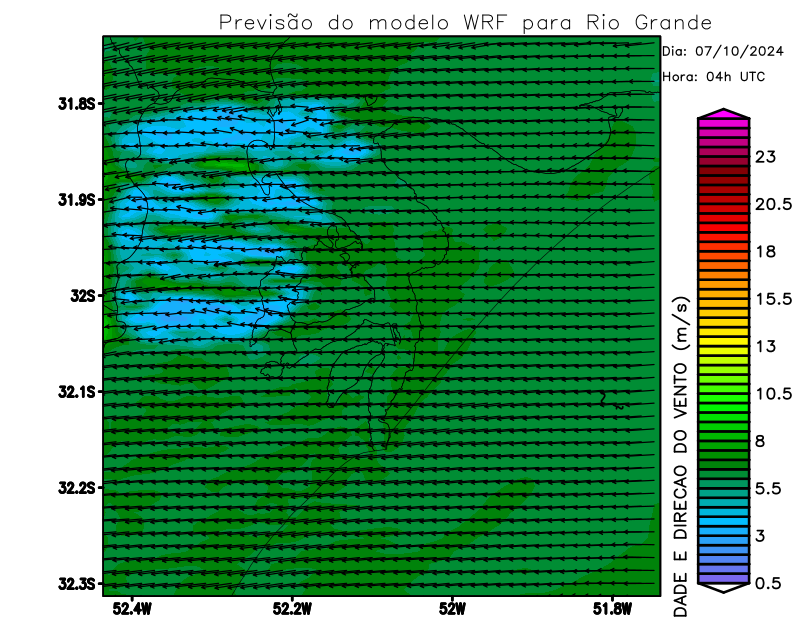 Previsão do modelo WRF para Rio Grande
Dia: 07/10/2024
Hora: 04h UTC
31.8S
31.9S
32S
32.1S
32.2S
32.3S
52.4W
52.2W
52W
51.8W
DADE E DIRECAO DO VENTO (m/s)
23
20.5
18
15.5
13
10.5
8
5.5
3
0.5